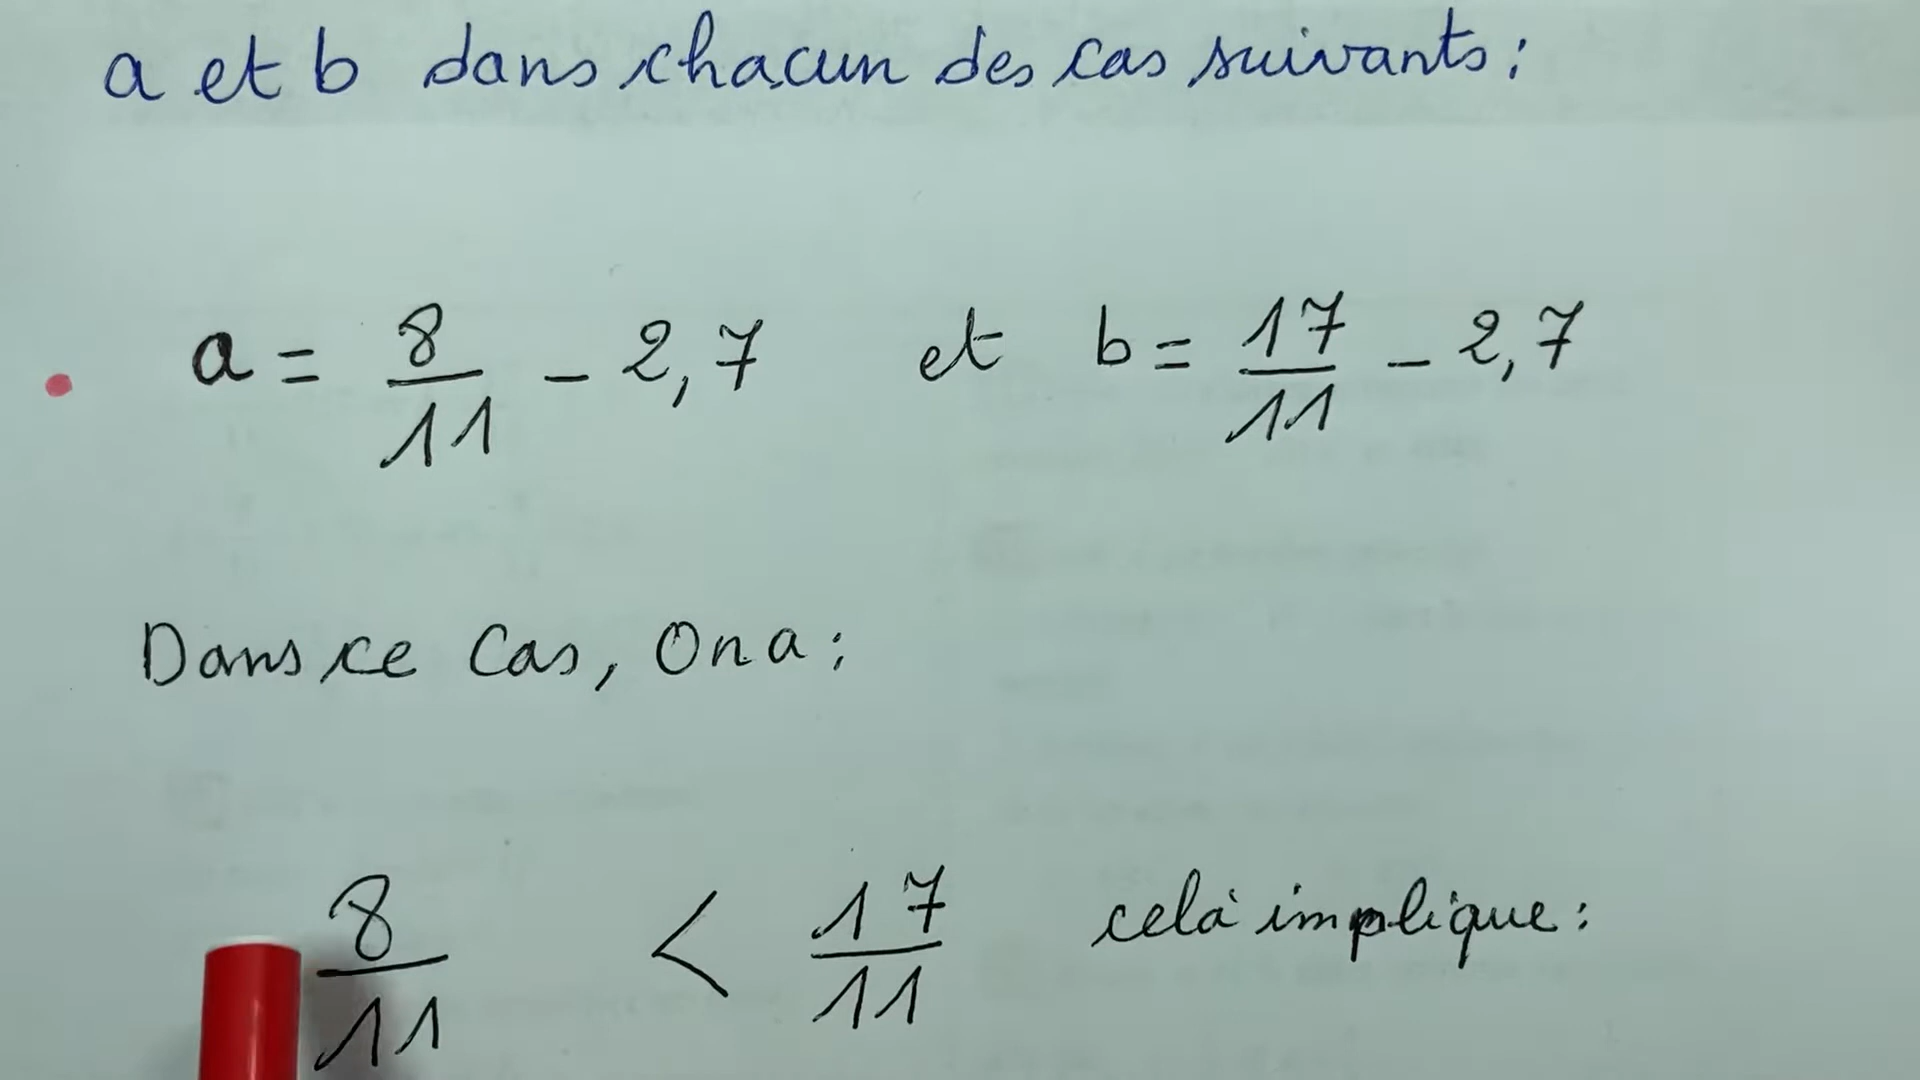 a et b dans chacun des cas suivants :
a = 8/11 - 2,7 et b = 17/11 - 2,7
Dans ce Cas, On a :
8/11 < 17/11 celà implique :